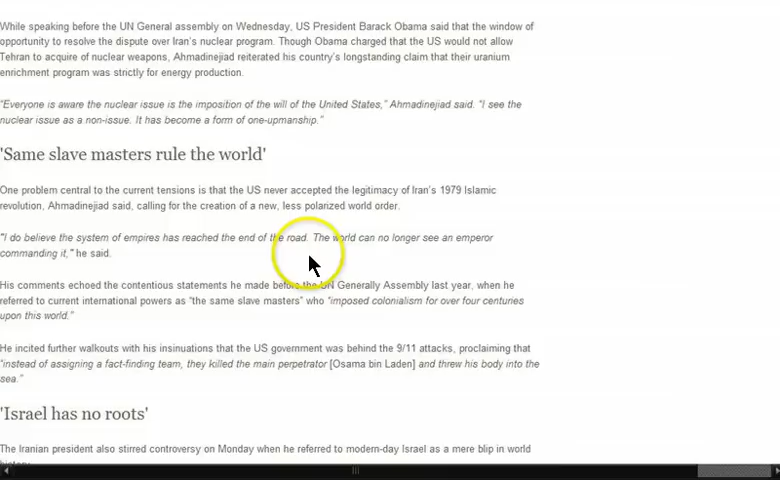 While speaking before the UN General assembly on Wednesday, US President Barack Obama said that the window of
opportunity to resolve the dispute over Iran's nuclear program. Though Obama charged that the US would not allow
Tehran to acquire of nuclear weapons, Ahmadinejiad reiterated his country's longstanding claim that their uranium
enrichment program was strictly for energy production.
“Everyone is aware the nuclear issue is the imposition of the will of the United States,” Ahmadinejiad said. “I see the
nuclear issue as a non-issue. It has become a form of one-upmanship.”
'Same slave masters rule the world'
One problem central to the current tensions is that the US never accepted the legitimacy of Iran's 1979 Islamic
revolution, Ahmadinejiad said, calling for the creation of a new, less polarized world order.
"I do believe the system of empires has reached the end of the road. The world can no longer see an emperor
commanding it," he said.
His comments echoed the contentious statements he made before the UN Generally Assembly last year, when he
referred to current international powers as “the same slave masters” who “imposed colonialism for over four centuries
upon this world.”
He incited further walkouts with his insinuations that the US government was behind the 9/11 attacks, proclaiming that
“instead of assigning a fact-finding team, they killed the main perpetrator [Osama bin Laden] and threw his body into the
sea.”
'Israel has no roots'
The Iranian president also stirred controversy on Monday when he referred to modern-day Israel as a mere blip in world